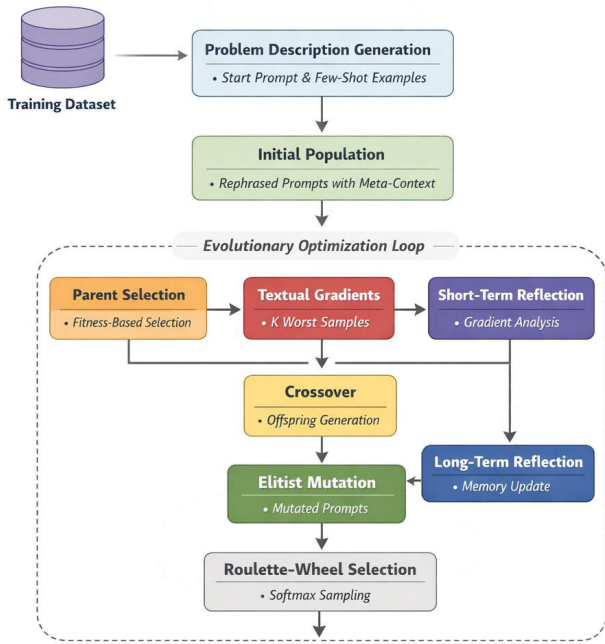 Training Dataset
Problem Description Generation
• Start Prompt & Few-Shot Examples
Initial Population
• Rephrased Prompts with Meta-Context
Evolutionary Optimization Loop
Parent Selection
• Fitness-Based Selection
Textual Gradients
• K Worst Samples
Short-Term Reflection
• Gradient Analysis
Crossover
• Offspring Generation
Long-Term Reflection
• Memory Update
Elitist Mutation
• Mutated Prompts
Roulette-Wheel Selection
• Softmax Sampling